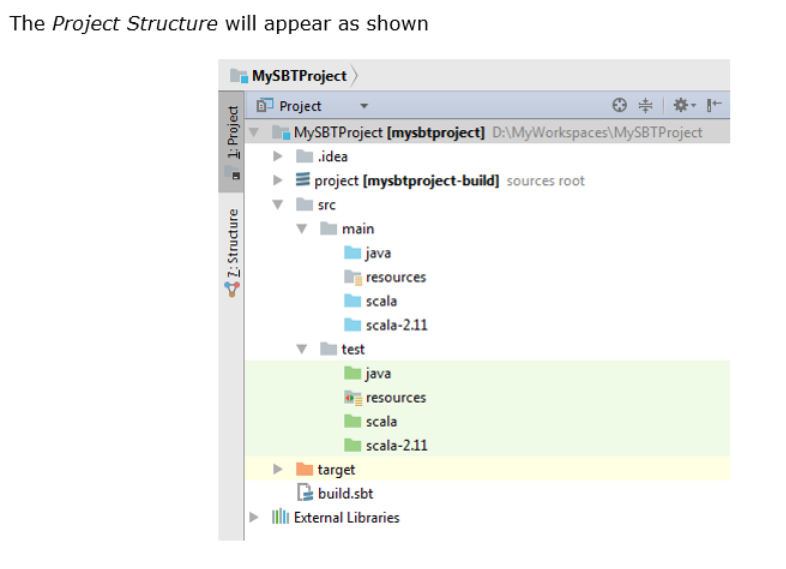 The Project Structure will appear as shown
MySBTProject
Project
1: Project
MySBTProject [mysbtproject] D:\MyWorkspaces\MySBTProject
.idea
project [mysbtproject-build] sources root
src
7: Structure
main
java
resources
scala
scala-2.11
test
java
resources
scala
scala-2.11
target
build.sbt
External Libraries